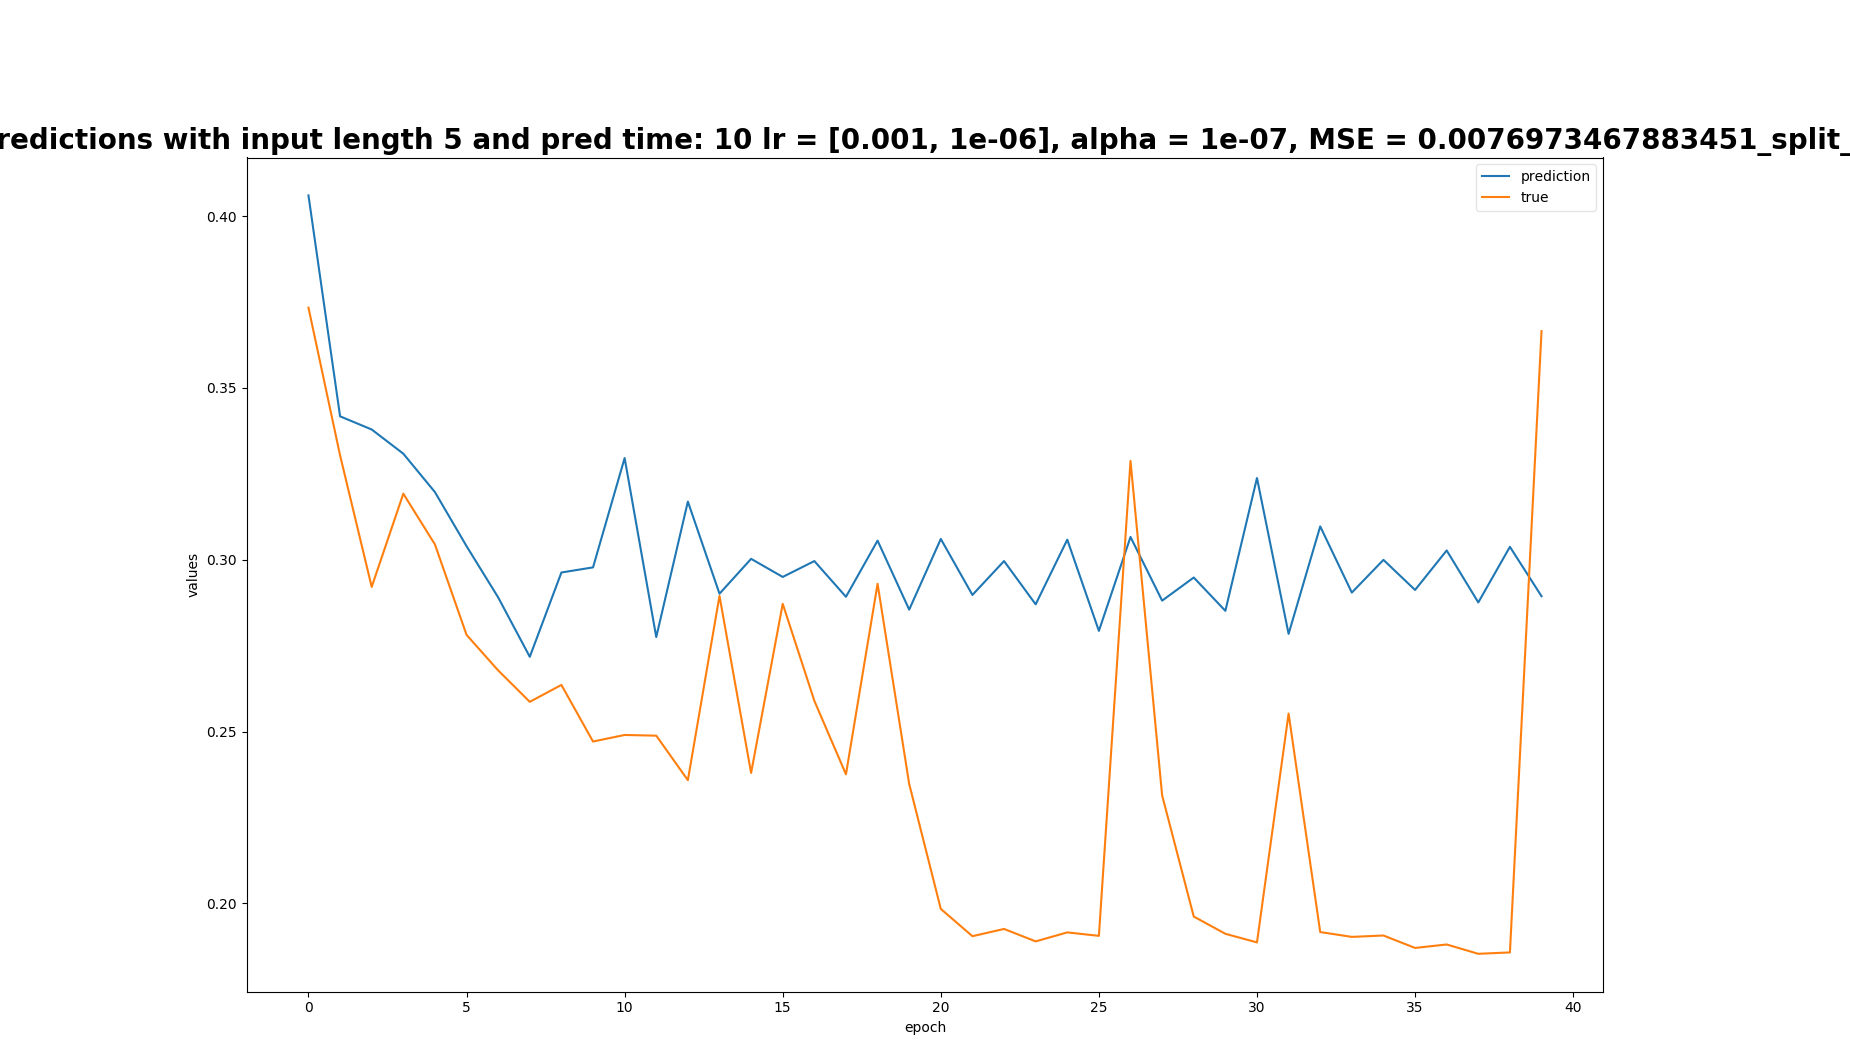 redictions with input length 5 and pred time: 10 lr = [0.001, 1e-06], alpha = 1e-07, MSE = 0.0076973467883451_split_
prediction
true
0.40
0.35
0.30
0.25
0.20
values
0 5 10 15 20 25 30 35 40
epoch